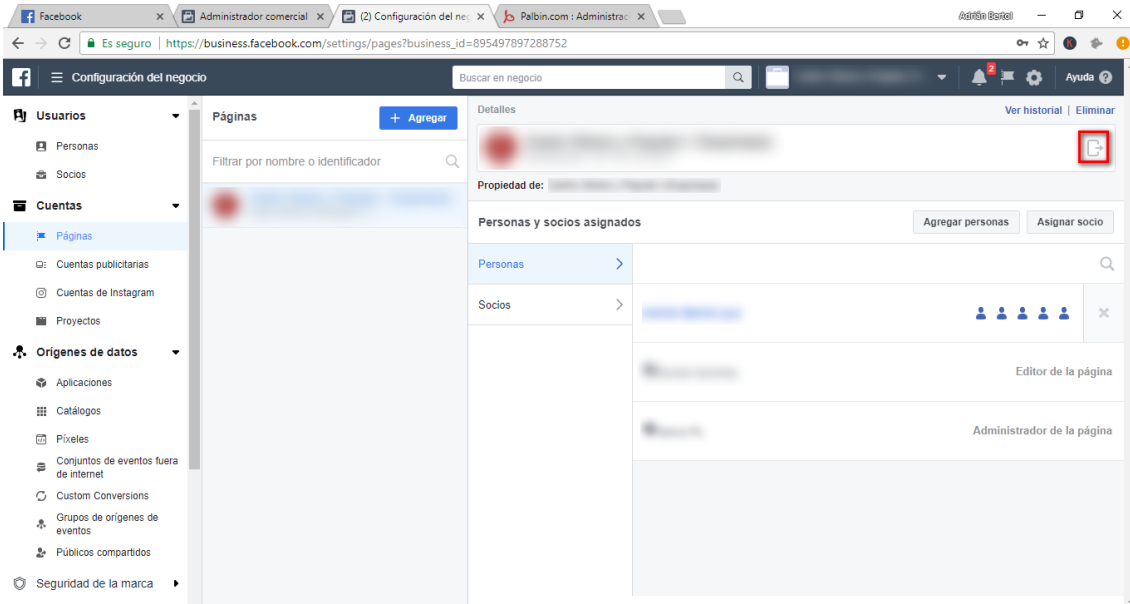 Facebook
Administrador comercial
(2) Configuración del neg
Palbin.com : Administrac
Adrián Bertol
Es seguro
https://business.facebook.com/settings/pages?business_id=895497897288752
Configuración del negocio
Buscar en negocio
2
Ayuda
Usuarios
Personas
Socios
Cuentas
Páginas
Cuentas publicitarias
Cuentas de Instagram
Proyectos
Orígenes de datos
Aplicaciones
Catálogos
Píxeles
Conjuntos de eventos fuera
de internet
Custom Conversions
Grupos de orígenes de
eventos
Públicos compartidos
Seguridad de la marca
Páginas
+ Agregar
Filtrar por nombre o identificador
Detalles
Ver historial | Eliminar
Propiedad de:
Personas y socios asignados
Agregar personas
Asignar socio
Personas
Socios
Editor de la página
Administrador de la página